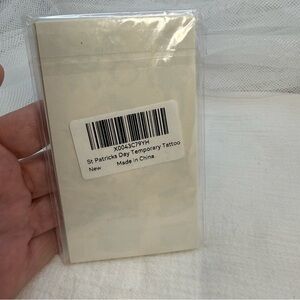 X0043C79YH
St Patricks Day Temporary Tattoo
New Made in China